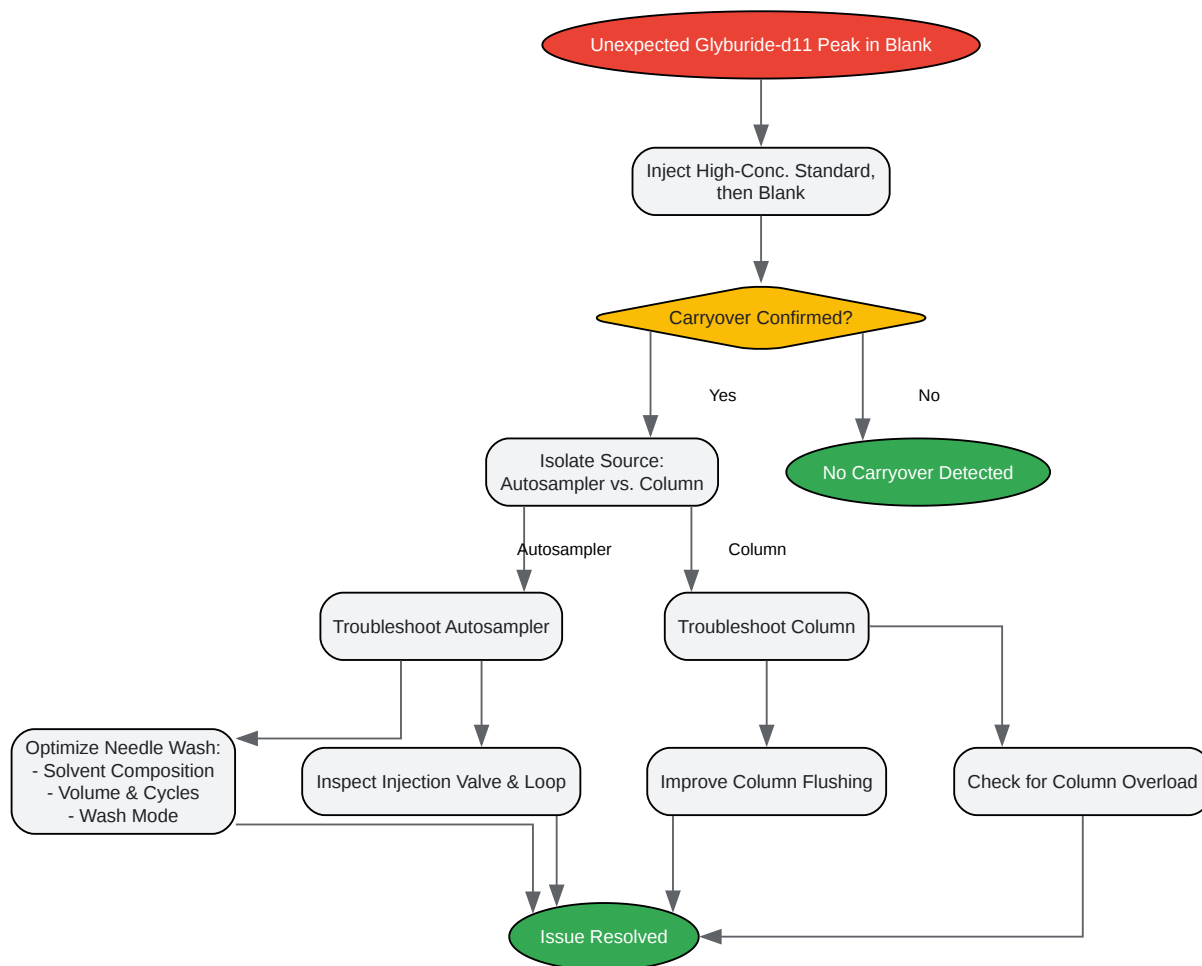 Unexpected Glyburide-d11 Peak in Blank
Inject High-Conc. Standard,
then Blank
Carryover Confirmed?
Yes
No
Isolate Source:
Autosampler vs. Column
No Carryover Detected
Autosampler
Column
Troubleshoot Autosampler
Troubleshoot Column
Optimize Needle Wash:
- Solvent Composition
- Volume & Cycles
- Wash Mode
Inspect Injection Valve & Loop
Improve Column Flushing
Check for Column Overload
Issue Resolved